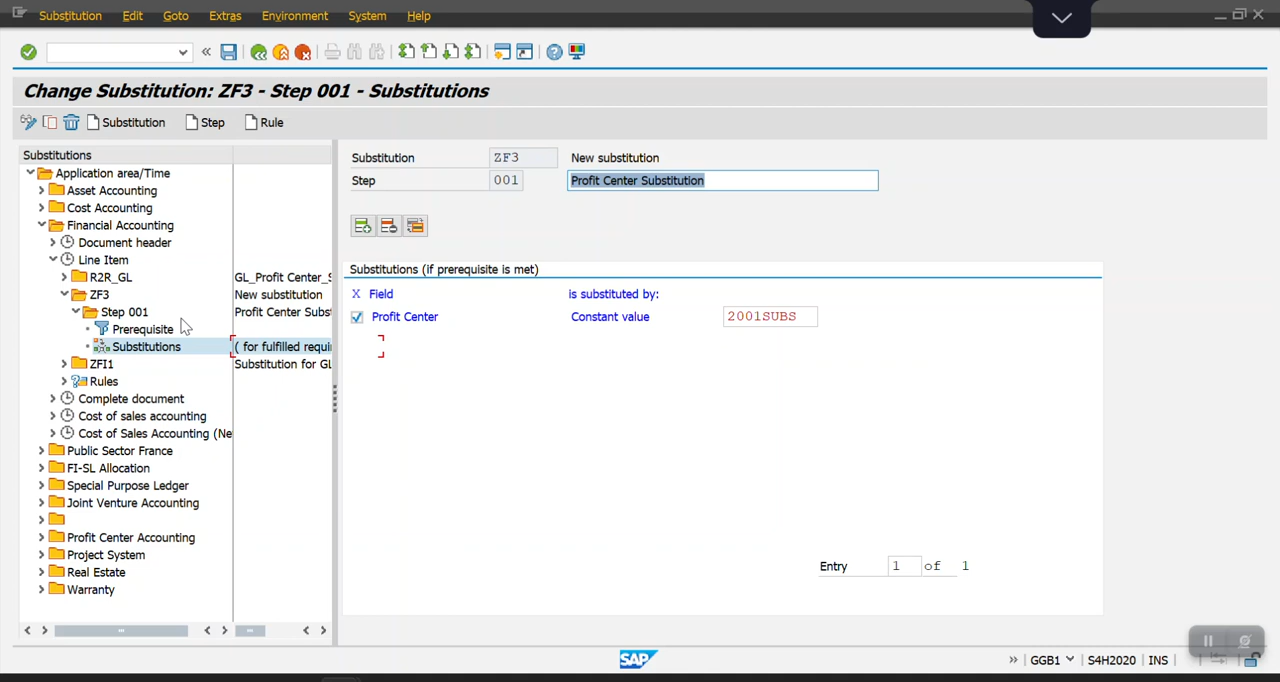 Substitution Edit Goto Extras Environment System Help
Change Substitution: ZF3 - Step 001 - Substitutions
Substitution Step Rule
Substitutions
Application area/Time
Asset Accounting
Cost Accounting
Financial Accounting
Document header
Line Item
R2R_GL GL_Profit Center_S
ZF3 New substitution
Step 001 Profit Center Subst
Prerequisite
Substitutions ( for fulfilled requi
ZFI1 Substitution for GL
Rules
Complete document
Cost of sales accounting
Cost of Sales Accounting (Ne
Public Sector France
FI-SL Allocation
Special Purpose Ledger
Joint Venture Accounting
Profit Center Accounting
Project System
Real Estate
Warranty
Substitution ZF3 New substitution
Step 001 Profit Center Substitution
Substitutions (if prerequisite is met)
X Field is substituted by:
Profit Center Constant value 2001SUBS
Entry 1 of 1
SAP
GGB1 S4H2020 INS